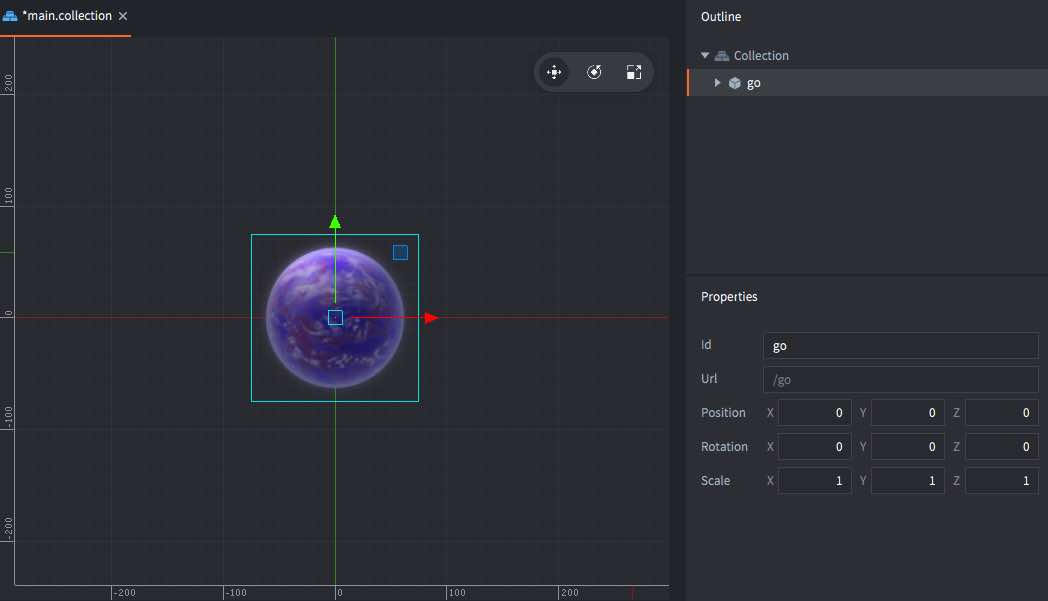 *main.collection
Outline
Collection
go
200
100
0
-100
-200
-200
-100
0
100
200
Properties
Id go
Url /go
Position X 0 Y 0 Z 0
Rotation X 0 Y 0 Z 0
Scale X 1 Y 1 Z 1